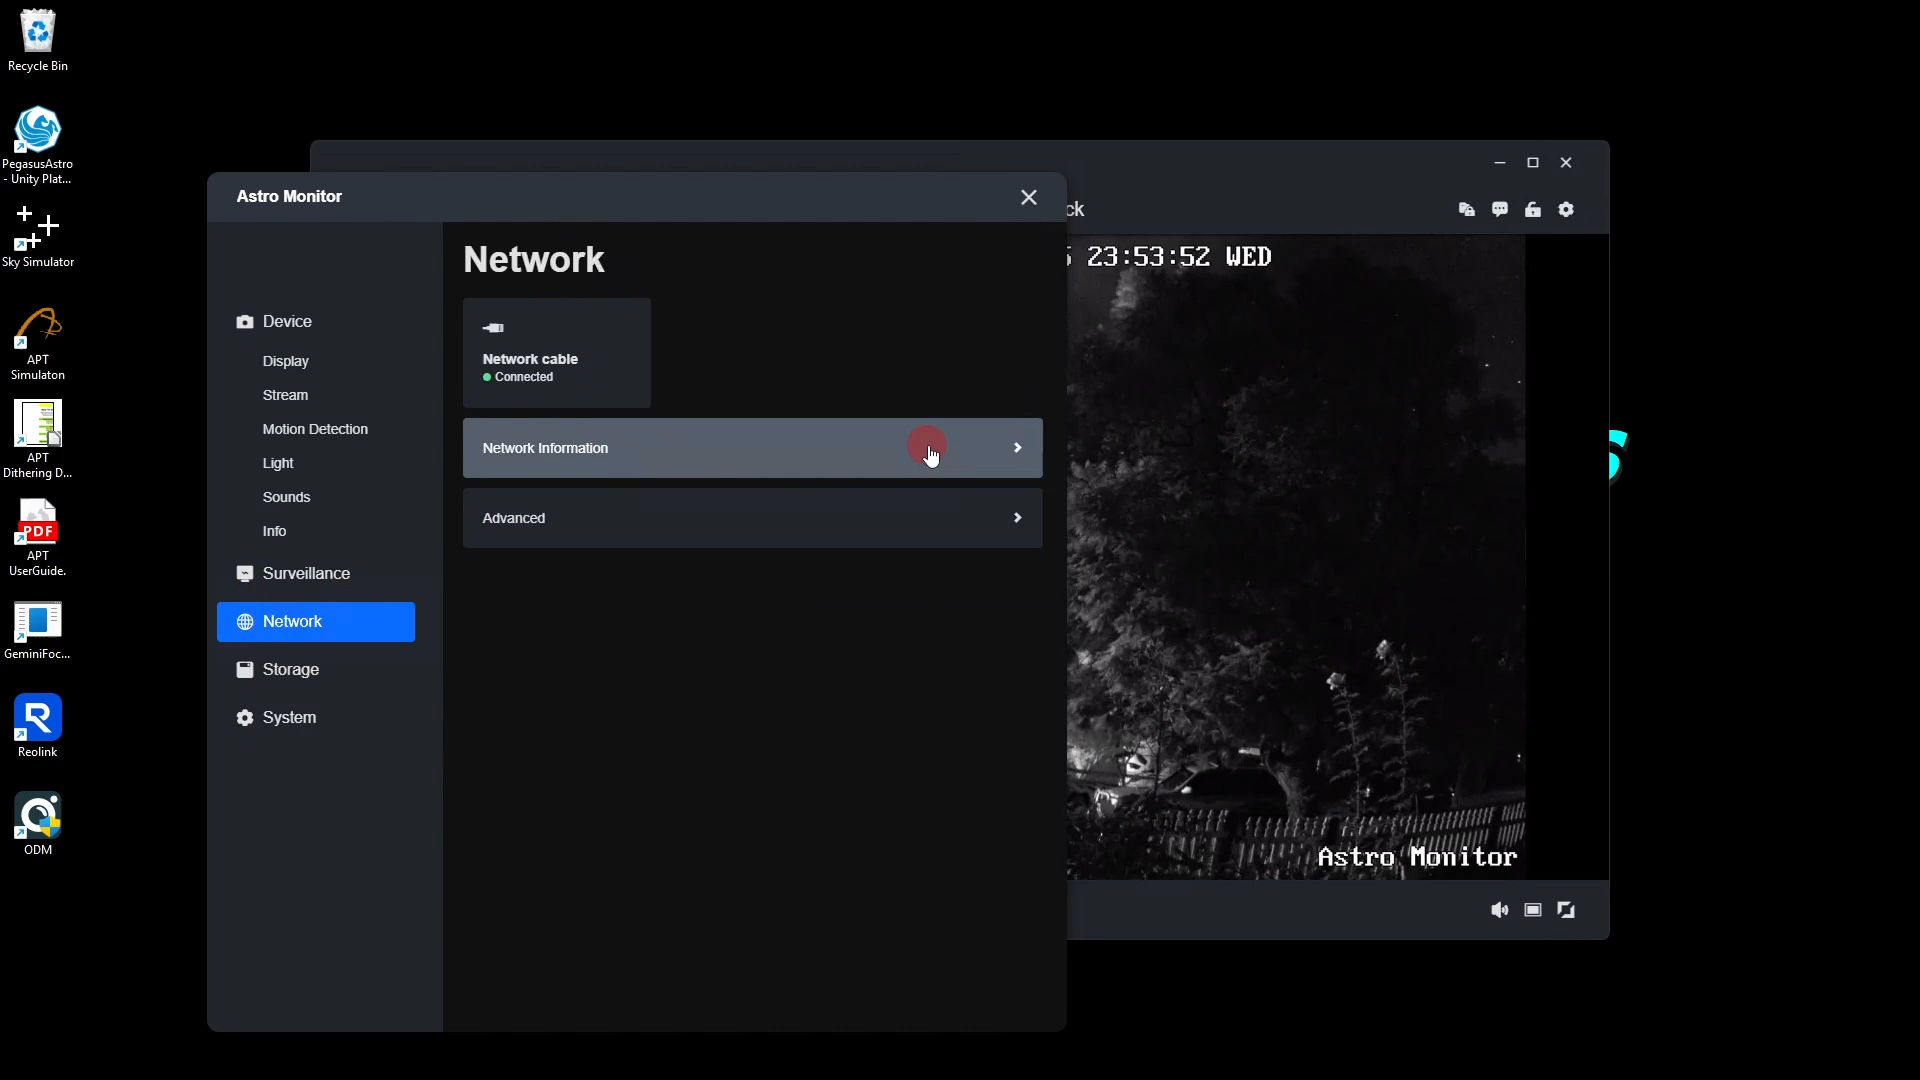 Recycle Bin
PegasusAstro
- Unity Plat...
Sky Simulator
APT
Simulaton
APT
Dithering D...
PDF
APT
UserGuide.
GeminiFoc...
R
Reolink
ODM
Astro Monitor
Device
Display
Stream
Motion Detection
Light
Sounds
Info
Surveillance
Network
Storage
System
Network
Network cable
Connected
Network Information
Advanced
ck
23:53:52 WED
Astro Monitor